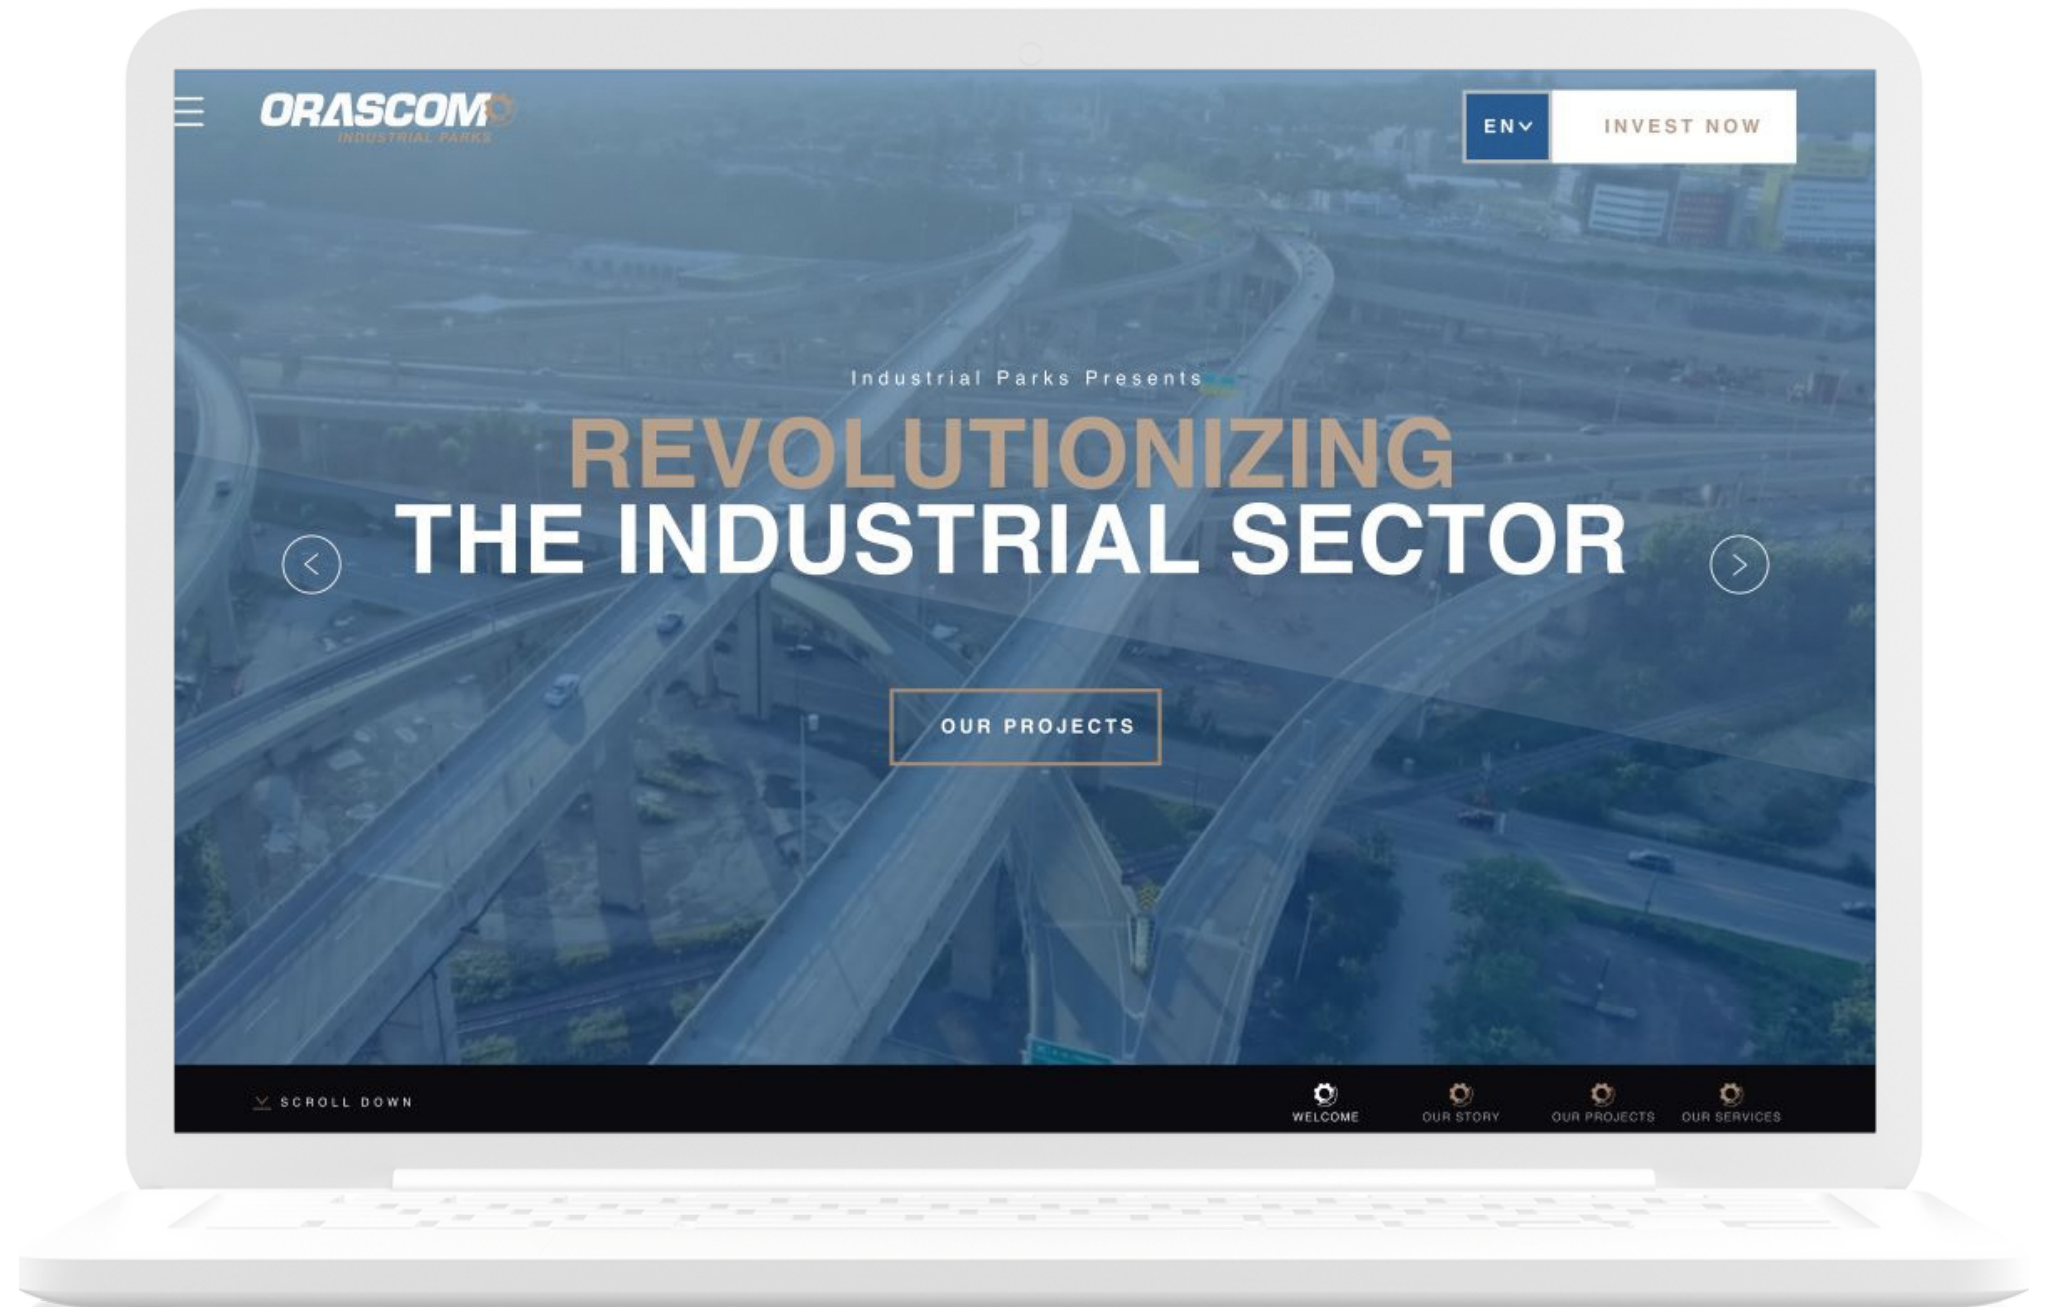 ORASCOM
INDUSTRIAL PARKS
EN
INVEST NOW
Industrial Parks Presents
REVOLUTIONIZING
THE INDUSTRIAL SECTOR
OUR PROJECTS
SCROLL DOWN
WELCOME
OUR STORY
OUR PROJECTS
OUR SERVICES